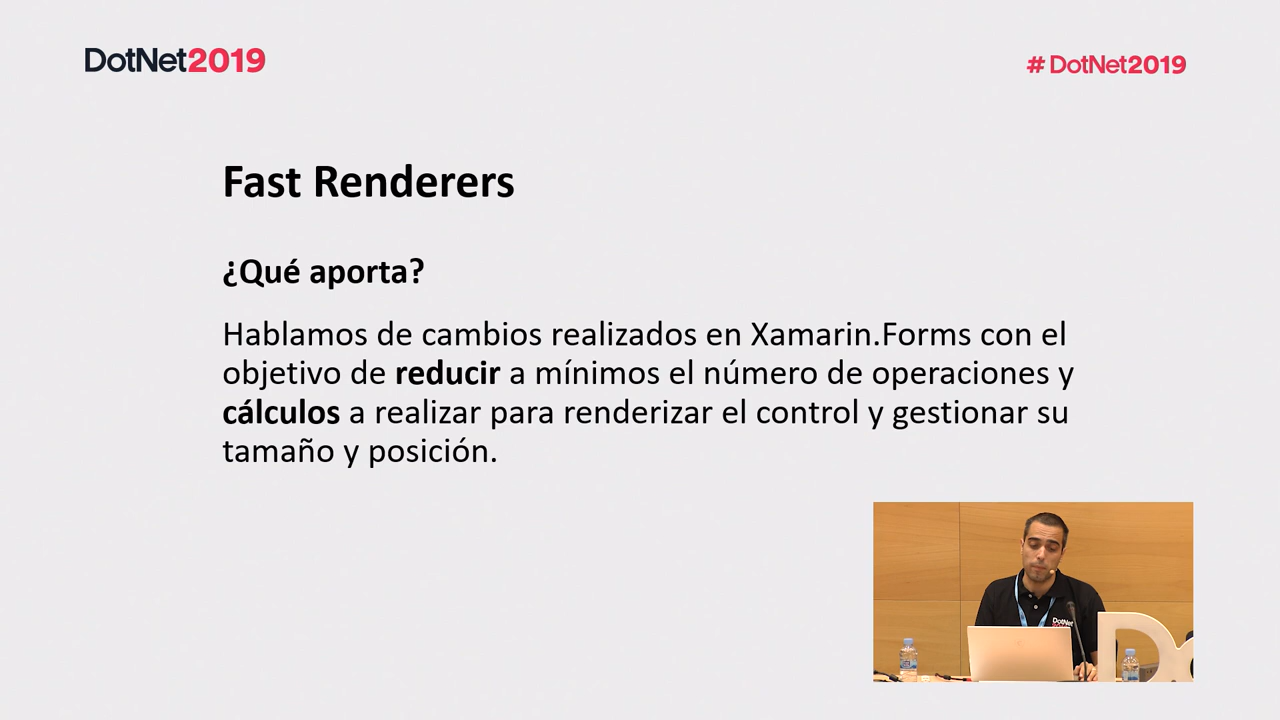 DotNet2019
# DotNet2019
Fast Renderers
¿Qué aporta?
Hablamos de cambios realizados en Xamarin.Forms con el
objetivo de reducir a mínimos el número de operaciones y
cálculos a realizar para renderizar el control y gestionar su
tamaño y posición.
DotNet